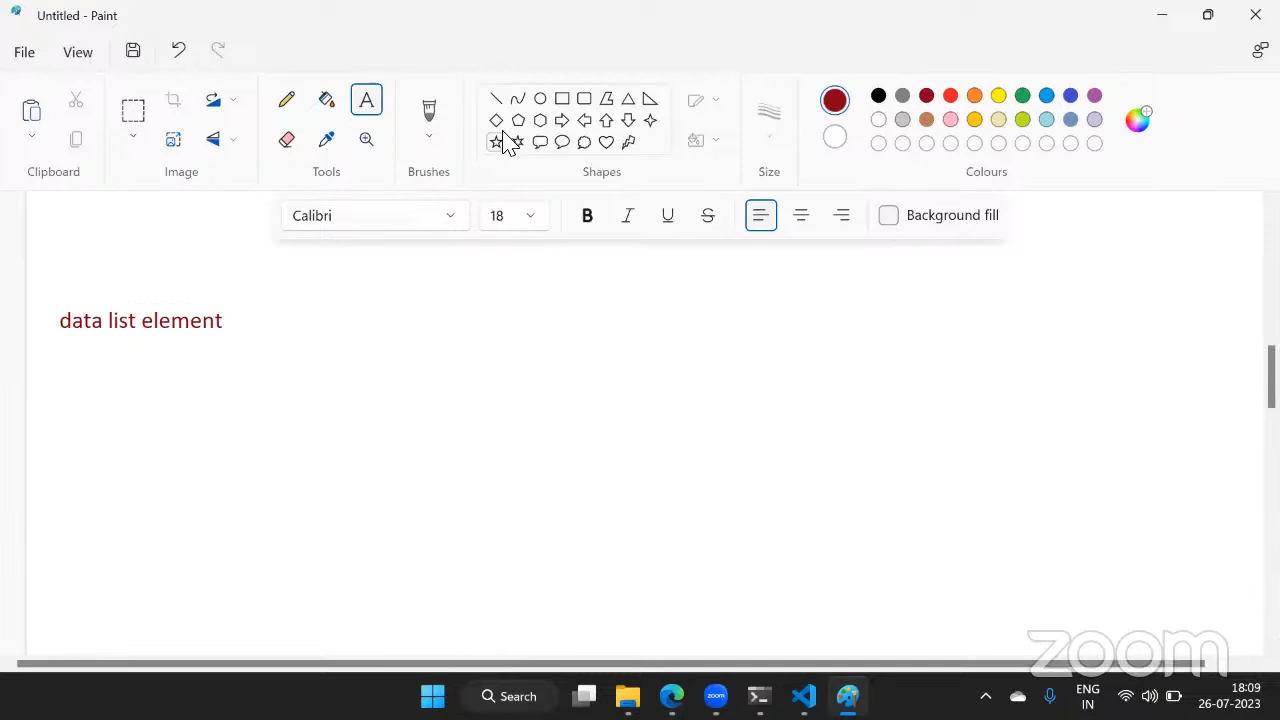 Untitled - Paint
File View
Clipboard Image Tools Brushes Shapes Size Colours
Calibri 18 B I U S Background fill
data list element
zoom
Search zoom ENG IN 18:09 26-07-2023